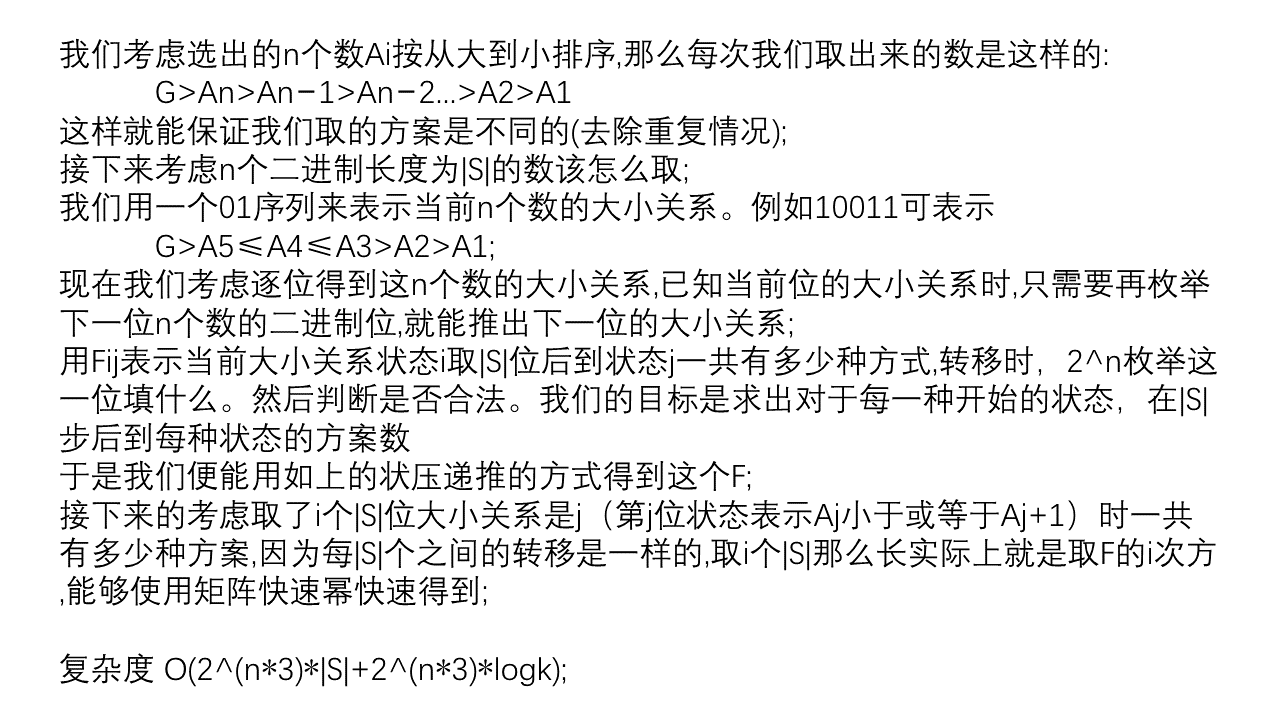 我们考虑选出的n个数Ai按从大到小排序,那么每次我们取出来的数是这样的:
G>An>An-1>An-2...>A2>A1
这样就能保证我们取的方案是不同的(去除重复情况);
接下来考虑n个二进制长度为|S|的数该怎么取;
我们用一个01序列来表示当前n个数的大小关系。例如10011可表示
G>A5≤A4≤A3>A2>A1;
现在我们考虑逐位得到这n个数的大小关系,已知当前位的大小关系时,只需要再枚举
下一位n个数的二进制位,就能推出下一位的大小关系;
用Fij表示当前大小关系状态i取|S|位后到状态j一共有多少种方式,转移时，2^n枚举这
一位填什么。然后判断是否合法。我们的目标是求出对于每一种开始的状态，在|S|
步后到每种状态的方案数
于是我们便能用如上的状压递推的方式得到这个F;
接下来的考虑取了i个|S|位大小关系是j（第j位状态表示Aj小于或等于Aj+1）时一共
有多少种方案,因为每|S|个之间的转移是一样的,取i个|S|那么长实际上就是取F的i次方
,能够使用矩阵快速幂快速得到;
复杂度 O(2^(n*3)*|S|+2^(n*3)*logk);